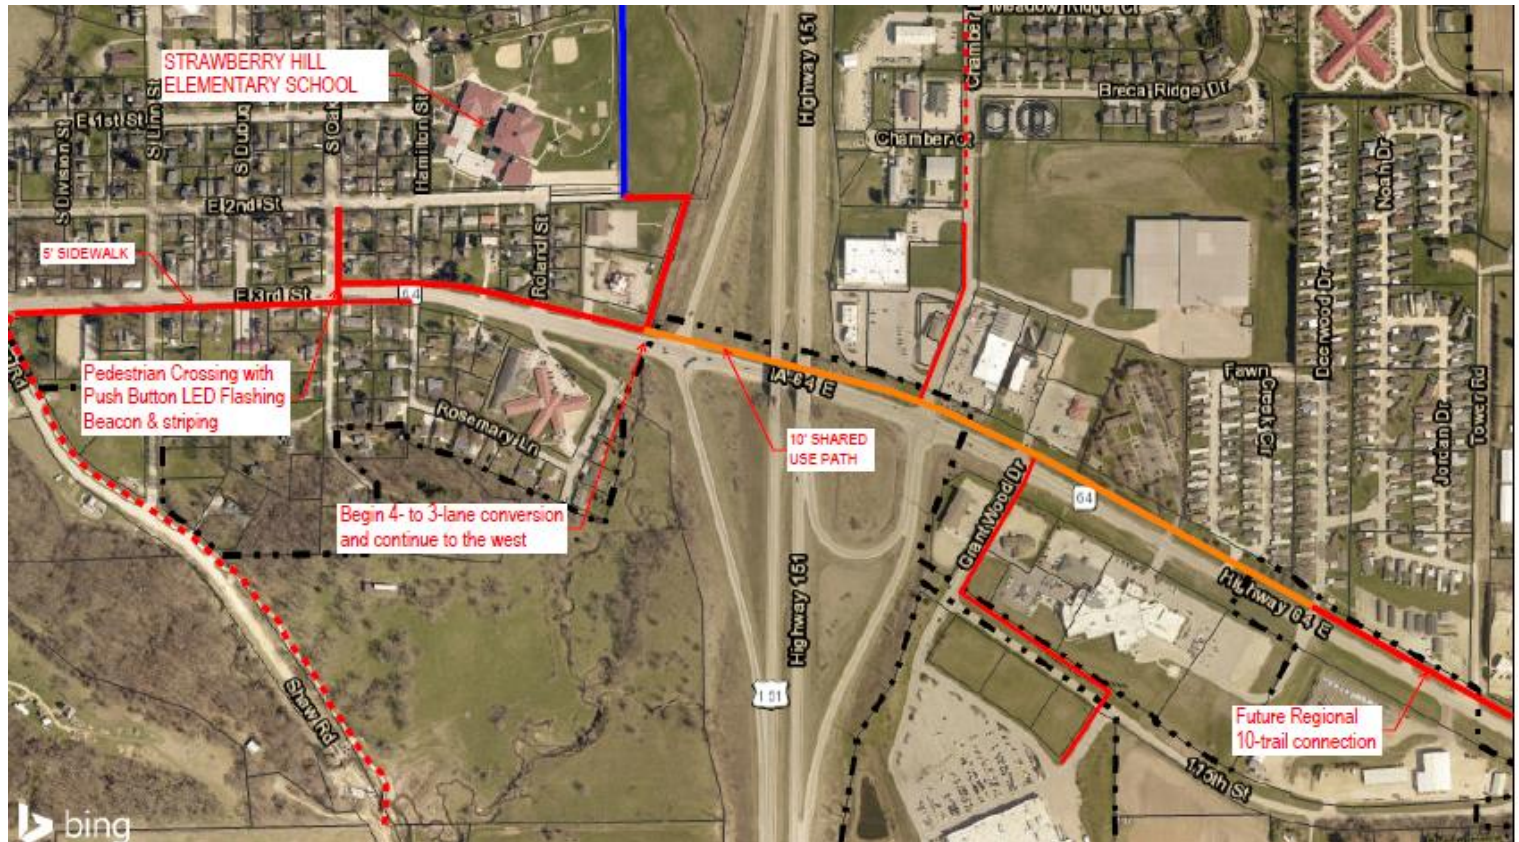 Meadow Ridge Ct
Chamber
STRAWBERRY HILL
ELEMENTARY SCHOOL
Highway 151
Breca Ridge Dr
E 1st St
S Division St
S Linn St
S Oak
Hamilton St
Chamber Ct
Noah Dr
E 2nd St
Roland St
5' SIDEWALK
E 3rd St
64
Deerwood Dr
Pedestrian Crossing with
Push Button LED Flashing
Beacon & striping
Rd
IA-64 E
Fawn
Creek Cir
Jordan Dr
Tower Rd
Rosemary Ln
10' SHARED
USE PATH
Grant Wood Dr
64
Begin 4- to 3-lane conversion
and continue to the west
Highway 151
Highway 64 E
151
Shaw Rd
Future Regional
10-trail connection
175th St
bing